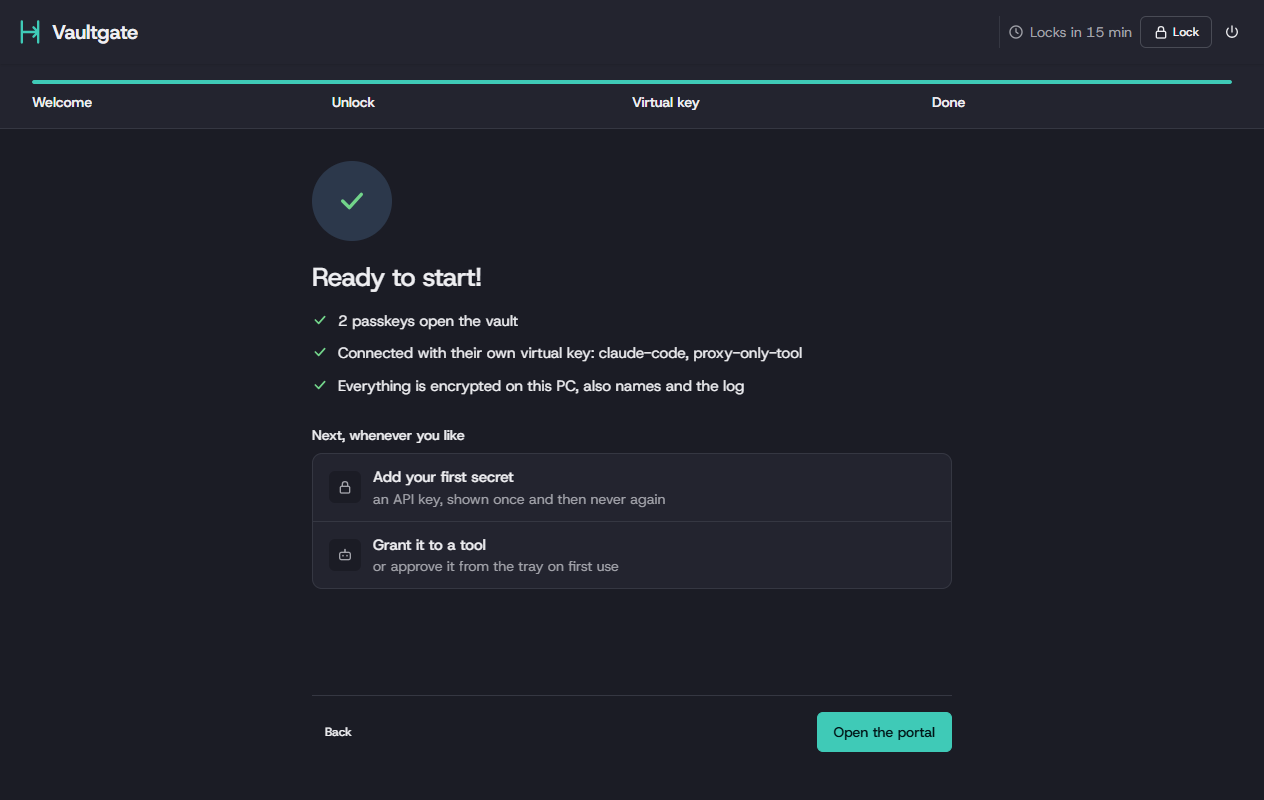 Vaultgate
Locks in 15 min
Lock
Welcome
Unlock
Virtual key
Done
Ready to start!
2 passkeys open the vault
Connected with their own virtual key: claude-code, proxy-only-tool
Everything is encrypted on this PC, also names and the log
Next, whenever you like
Add your first secret
an API key, shown once and then never again
Grant it to a tool
or approve it from the tray on first use
Back
Open the portal